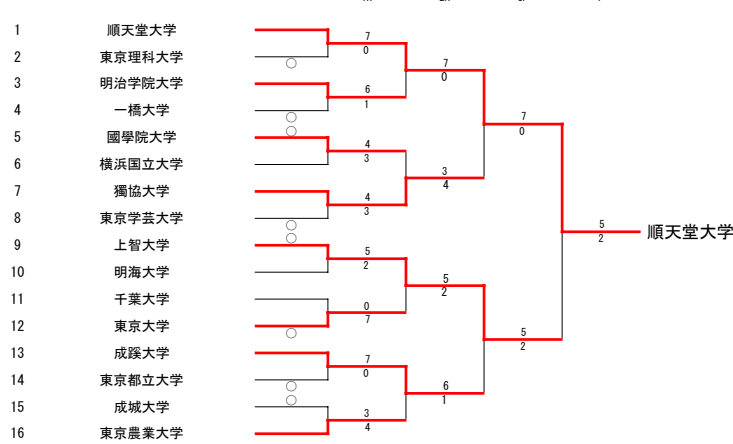 1 順天堂大学
2 東京理科大学
3 明治学院大学
4 一橋大学
5 國學院大学
6 横浜国立大学
7 獨協大学
8 東京学芸大学
9 上智大学
10 明海大学
11 千葉大学
12 東京大学
13 成蹊大学
14 東京都立大学
15 成城大学
16 東京農業大学
7
0
6
1
4
3
4
3
5
2
0
7
7
0
3
4
7
0
3
4
5
2
6
1
7
0
5
2
5
2
順天堂大学